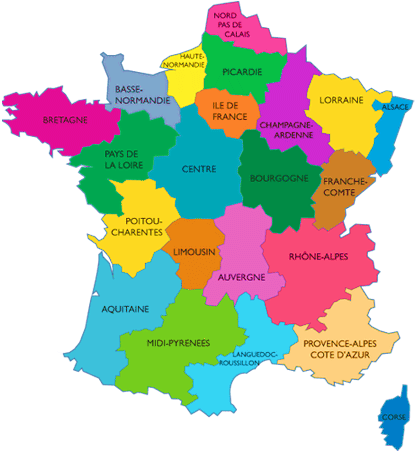 NORD
PAS DE
CALAIS
HAUTE-
NORMANDIE
PICARDIE
BASSE-
NORMANDIE
ILE DE
FRANCE
LORRAINE
ALSACE
BRETAGNE
CHAMPAGNE-
ARDENNE
PAYS DE
LA LOIRE
CENTRE
BOURGOGNE
FRANCHE-
COMTE
POITOU-
CHARENTES
LIMOUSIN
AUVERGNE
RHÔNE-ALPES
AQUITAINE
MIDI-PYRENÉES
LANGUEDOC-
ROUSSILLON
PROVENCE-ALPES
COTE D'AZUR
CORSE